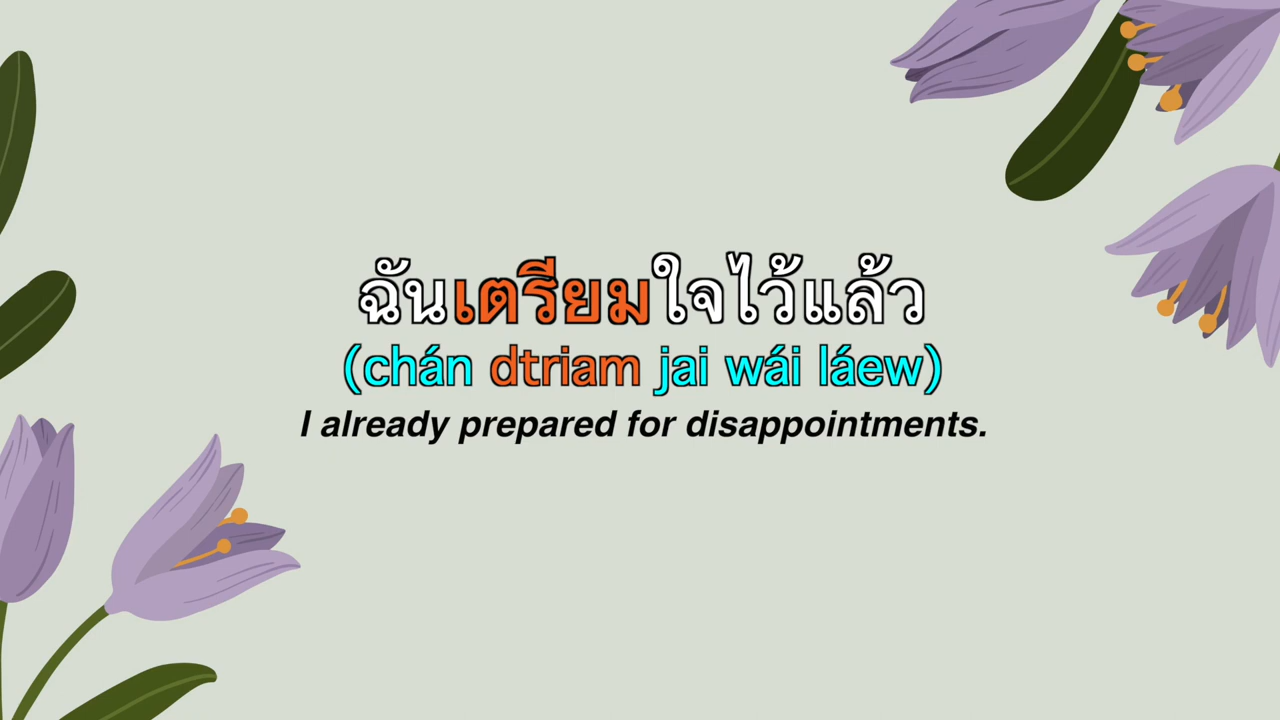 ฉันเตรียมใจไว้แล้ว
(chán dtriam jai wái láew)
I already prepared for disappointments.